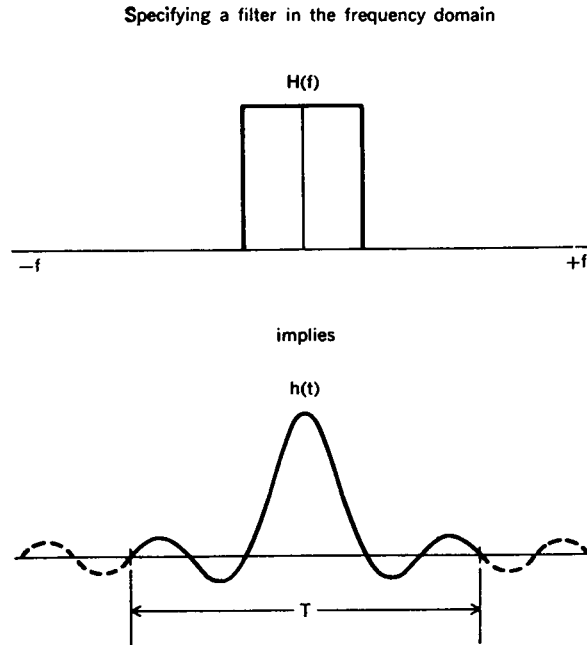 Specifying a filter in the frequency domain
H(f)
−f
+f
implies
h(t)
T